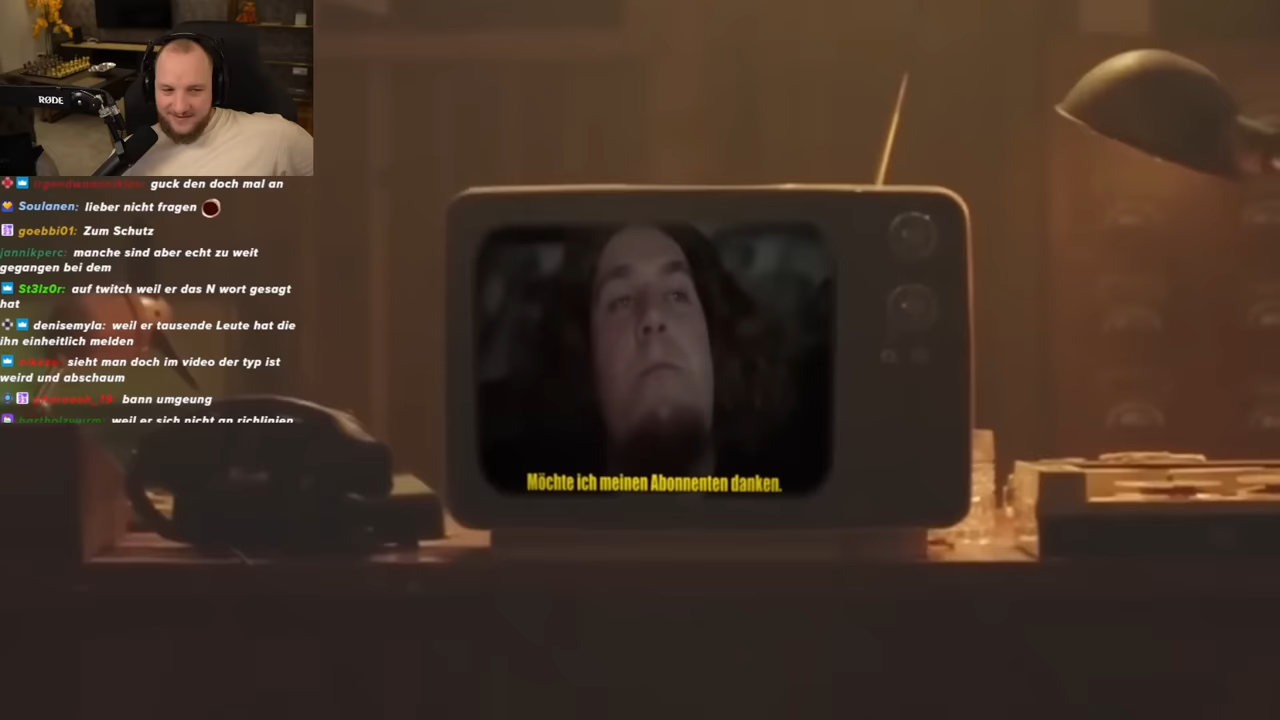 RØDE
guck den doch mal an
Soulanen: lieber nicht fragen
goebbi01: Zum Schutz
jannikperc: manche sind aber echt zu weit
gegangen bei dem
St3lz0r: auf twitch weil er das N wort gesagt
hat
denisemyla: weil er tausende Leute hat die
ihn einheitlich melden
sieht man doch im video der typ ist
weird und abschaum
bann umgeung
weil er sich nicht an richlinien
Möchte ich meinen Abonnenten danken.